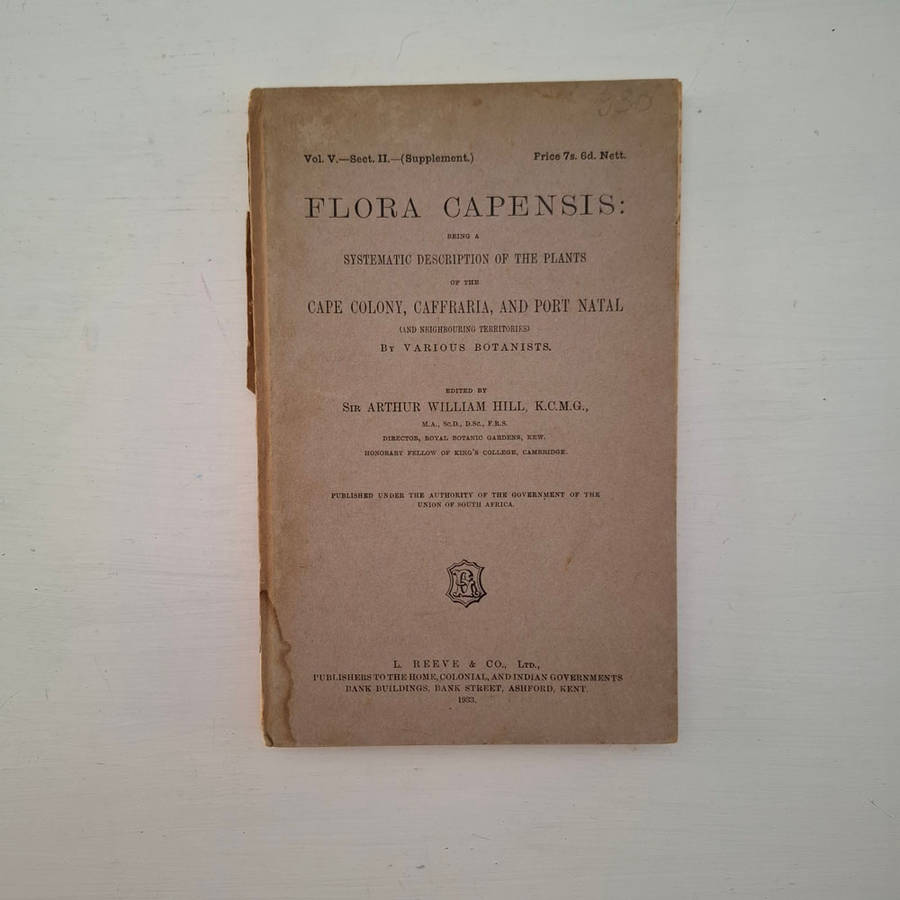 530
Vol. V.—Sect. II.—(Supplement.) Price 7s. 6d. Nett.
FLORA CAPENSIS:
BEING A
SYSTEMATIC DESCRIPTION OF THE PLANTS
OF THE
CAPE COLONY, CAFFRARIA, AND PORT NATAL
(AND NEIGHBOURING TERRITORIES)
BY VARIOUS BOTANISTS.
EDITED BY
SIR ARTHUR WILLIAM HILL, K.C.M.G.,
M.A., SC.D., D.SC., F.R.S.
DIRECTOR, ROYAL BOTANIC GARDENS, KEW.
HONORARY FELLOW OF KING'S COLLEGE, CAMBRIDGE.
PUBLISHED UNDER THE AUTHORITY OF THE GOVERNMENT OF THE
UNION OF SOUTH AFRICA.
L. REEVE & CO., LTD.,
PUBLISHERS TO THE HOME, COLONIAL, AND INDIAN GOVERNMENTS
BANK BUILDINGS, BANK STREET, ASHFORD, KENT.
1933.